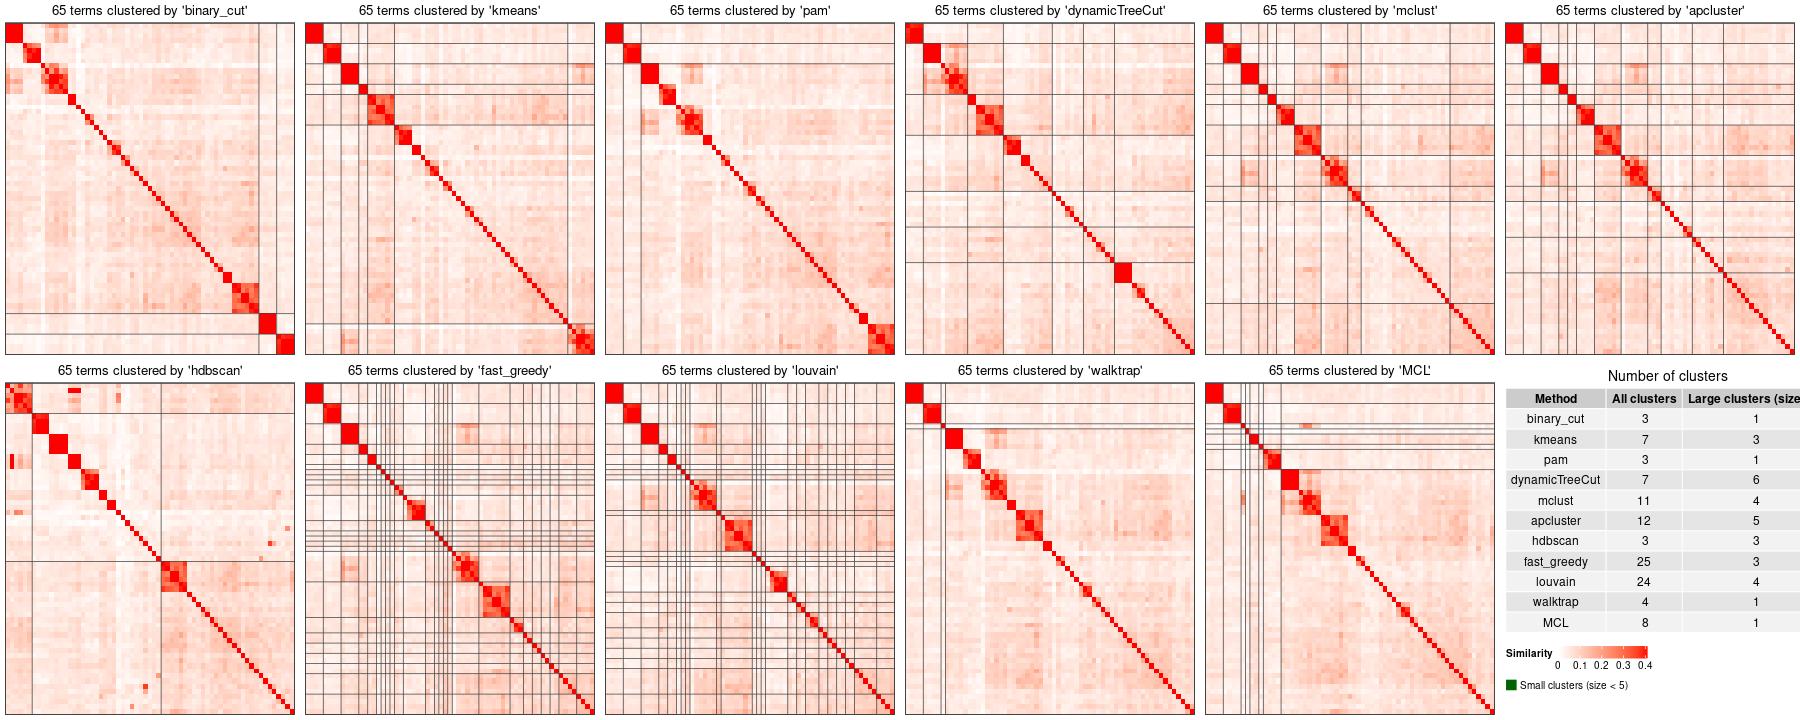 65 terms clustered by 'binary_cut'
65 terms clustered by 'kmeans'
65 terms clustered by 'pam'
65 terms clustered by 'dynamicTreeCut'
65 terms clustered by 'mclust'
65 terms clustered by 'apcluster'
65 terms clustered by 'hdbscan'
65 terms clustered by 'fast_greedy'
65 terms clustered by 'louvain'
65 terms clustered by 'walktrap'
65 terms clustered by 'MCL'
Number of clusters
Method All clusters Large clusters (size
binary_cut 3 1
kmeans 7 3
pam 3 1
dynamicTreeCut 7 6
mclust 11 4
apcluster 12 5
hdbscan 3 3
fast_greedy 25 3
louvain 24 4
walktrap 4 1
MCL 8 1
Similarity
0 0.1 0.2 0.3 0.4
Small clusters (size < 5)